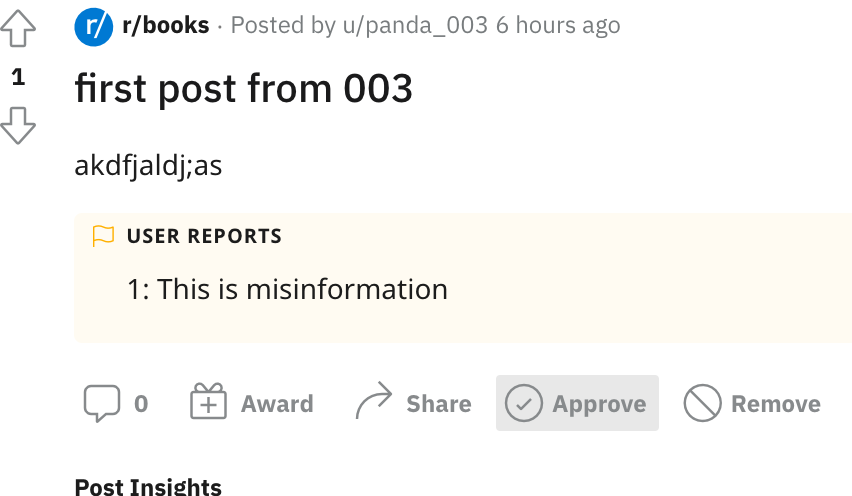 r/ r/books · Posted by u/panda_003 6 hours ago
1
first post from 003
akdfjaldj;as
USER REPORTS
1: This is misinformation
0 Award Share Approve Remove
Post Insights